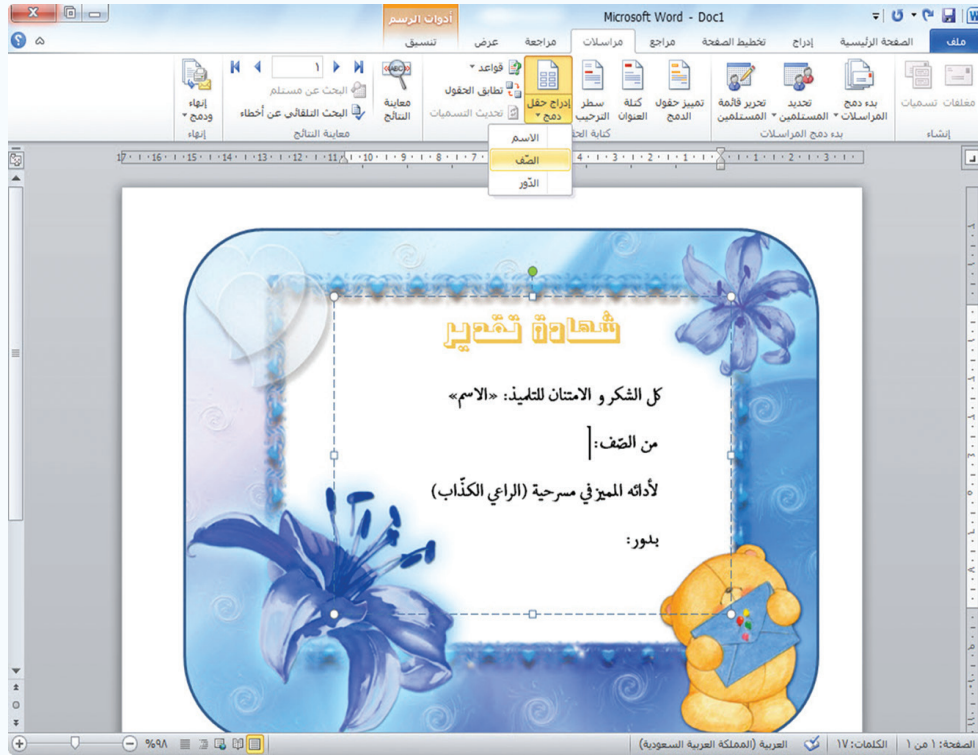 Microsoft Word - Doc1
أدوات الرسم
ملف
الصفحة الرئيسية
إدراج
تخطيط الصفحة
مراجع
مراسلات
مراجعة
عرض
تنسيق
مغلفات تسميات
إنشاء
بدء دمج المراسلات
تحديد المستلمين
تحرير قائمة المستلمين
بدء دمج المراسلات
تمييز حقول الدمج
كتلة العنوان
سطر الترحيب
إدراج حقل دمج
قواعد
تطابق الحقول
تحديث التسميات
معاينة النتائج
١
البحث عن مستلم
البحث التلقائي عن أخطاء
معاينة النتائج
إنهاء ودمج
إنهاء
الاسم
الصّف
الدّور
شهادة تقدير
كل الشكر و الامتنان للتلميذ: «الاسم»
من الصّف:
لأدائه المميز في مسرحية (الراعي الكذّاب)
بدور:
الصفحة: ١ من ١
الكلمات: ١٧
العربية (المملكة العربية السعودية)
٩٨%